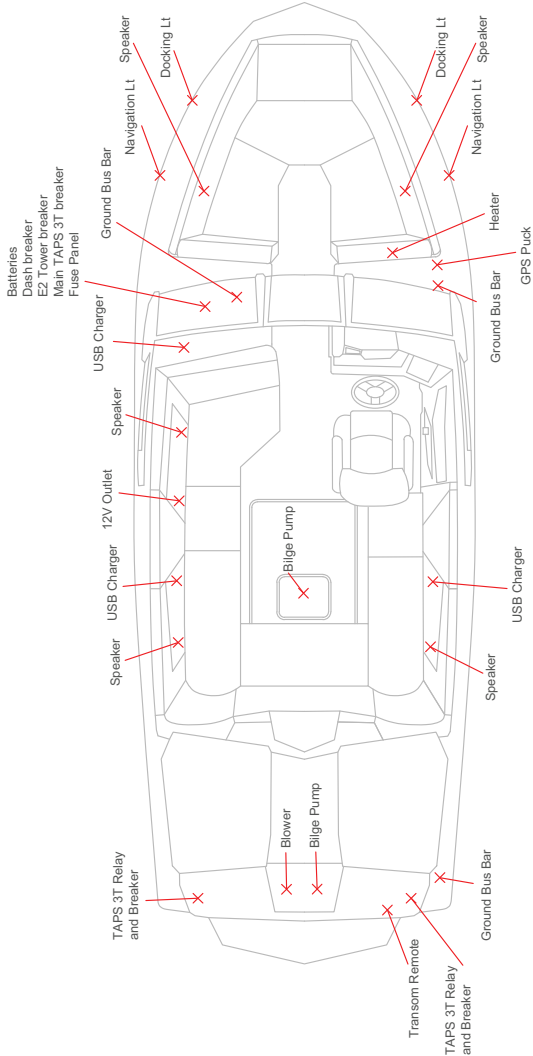 Speaker
Docking Lt
Navigation Lt
Batteries
Dash breaker
E2 Tower breaker
Main TAPS 3T breaker
Fuse Panel
Ground Bus Bar
USB Charger
Speaker
12V Outlet
USB Charger
Speaker
TAPS 3T Relay
and Breaker
Blower
Bilge Pump
Bilge Pump
Speaker
Docking Lt
Navigation Lt
Heater
GPS Puck
Ground Bus Bar
USB Charger
Speaker
Ground Bus Bar
Transom Remote
TAPS 3T Relay
and Breaker